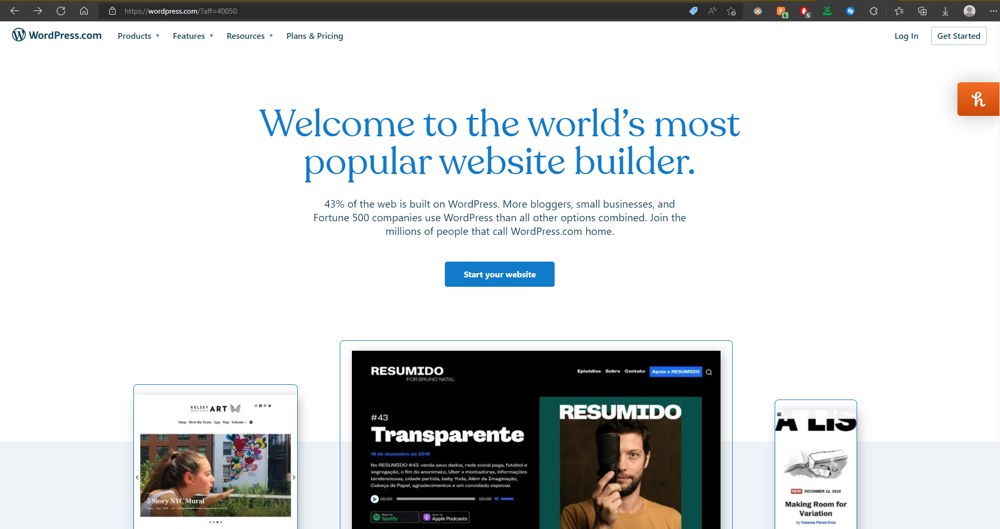 https://wordpress.com/?aff=40050
6
5
WordPress.com
Products
Features
Resources
Plans & Pricing
Log In
Get Started
Welcome to the world’s most
popular website builder.
43% of the web is built on WordPress. More bloggers, small businesses, and
Fortune 500 companies use WordPress than all other options combined. Join the
millions of people that call WordPress.com home.
Start your website
KELSEY MONTAGUE ART
Shop Meet the Team App Map Schools
5 Story NYC Mural
RESUMIDO
POR BRUNO NATAL
Episódios Sobre Contato Apoie o RESUMIDO
#43
Transparente
19 de dezembro de 2019
No RESUMIDO #43: venda seus dados, rede social paga, futebol e
segregação, o fim do anonimato, Uber x montadoras, informações
tendenciosas, cidade partida, baby Yoda, Além da Imaginação,
Cabeça de Papel, agradecimentos e um convidado especial.
00:00 00:00
Ouvir no
Spotify
Ouvir no
Apple Podcasts
RESUMIDO
A LIS
NEW! DECEMBER 12, 2019
Making Room for
Variation
by Yesenia Perez-Cruz